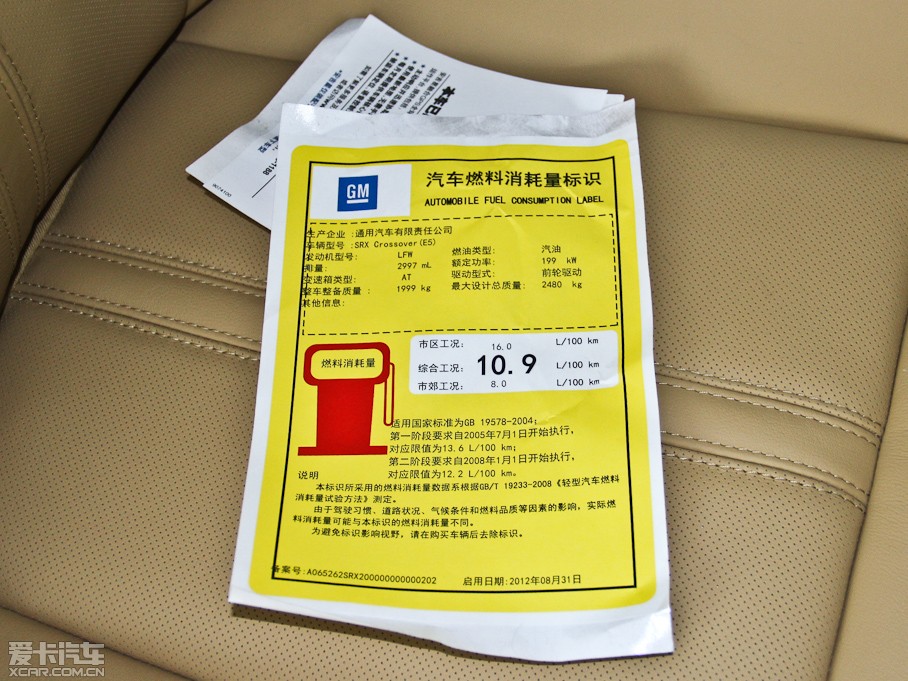 本车已
9074100
1188
GM
汽车燃料消耗量标识
AUTOMOBILE FUEL CONSUMPTION LABEL
生产企业 :通用汽车有限责任公司
车辆型号 :SRX Crossover(E5)
发动机型号: LFW 燃油类型: 汽油
排量: 2997 mL 额定功率: 199 kW
变速箱类型: AT 驱动型式: 前轮驱动
整车整备质量 : 1999 kg 最大设计总质量: 2480 kg
其他信息:
燃料消耗量
市区工况: 16.0 L/100 km
综合工况: 10.9 L/100 km
市郊工况: 8.0 L/100 km
适用国家标准为GB 19578-2004;
第一阶段要求自2005年7月1日开始执行,
对应限值为13.6 L/100 km;
第二阶段要求自2008年1月1日开始执行,
对应限值为12.2 L/100 km。
说明
本标识所采用的燃料消耗量数据系根据GB/T 19233-2008《轻型汽车燃料
消耗量试验方法》测定。
由于驾驶习惯、道路状况、气候条件和燃料品质等因素的影响,实际燃
料消耗量可能与本标识的燃料消耗量不同。
为避免标识影响视野,请在购买车辆后去除标识。
备案号:A065262SRX200000000000202 启用日期:2012年08月31日
爱卡汽车
XCAR.COM.CN